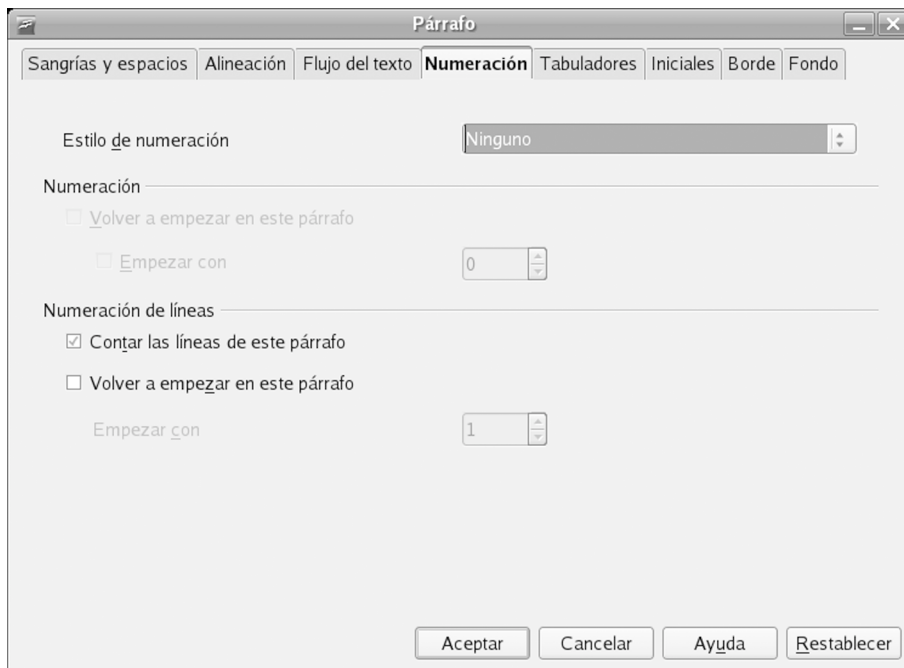 Párrafo
Sangrías y espacios Alineación Flujo del texto Numeración Tabuladores Iniciales Borde Fondo
Estilo de numeración Ninguno
Numeración
Volver a empezar en este párrafo
Empezar con 0
Numeración de líneas
Contar las líneas de este párrafo
Volver a empezar en este párrafo
Empezar con 1
Aceptar Cancelar Ayuda Restablecer